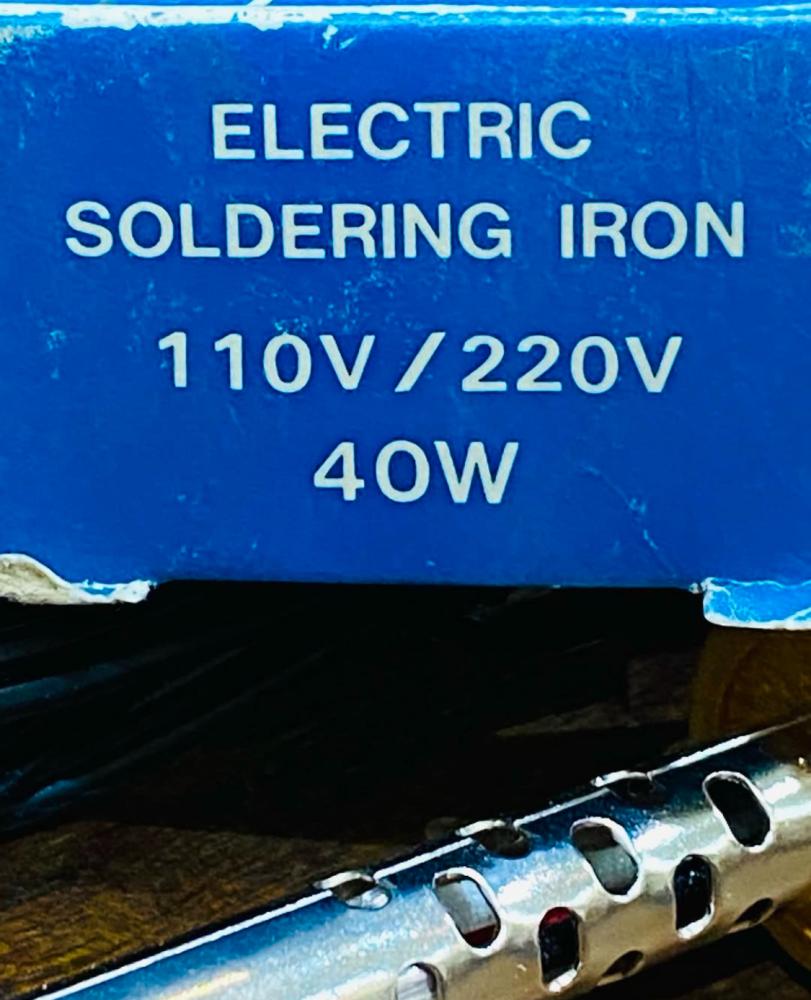 ELECTRIC
SOLDERING IRON
110V/220V
40W